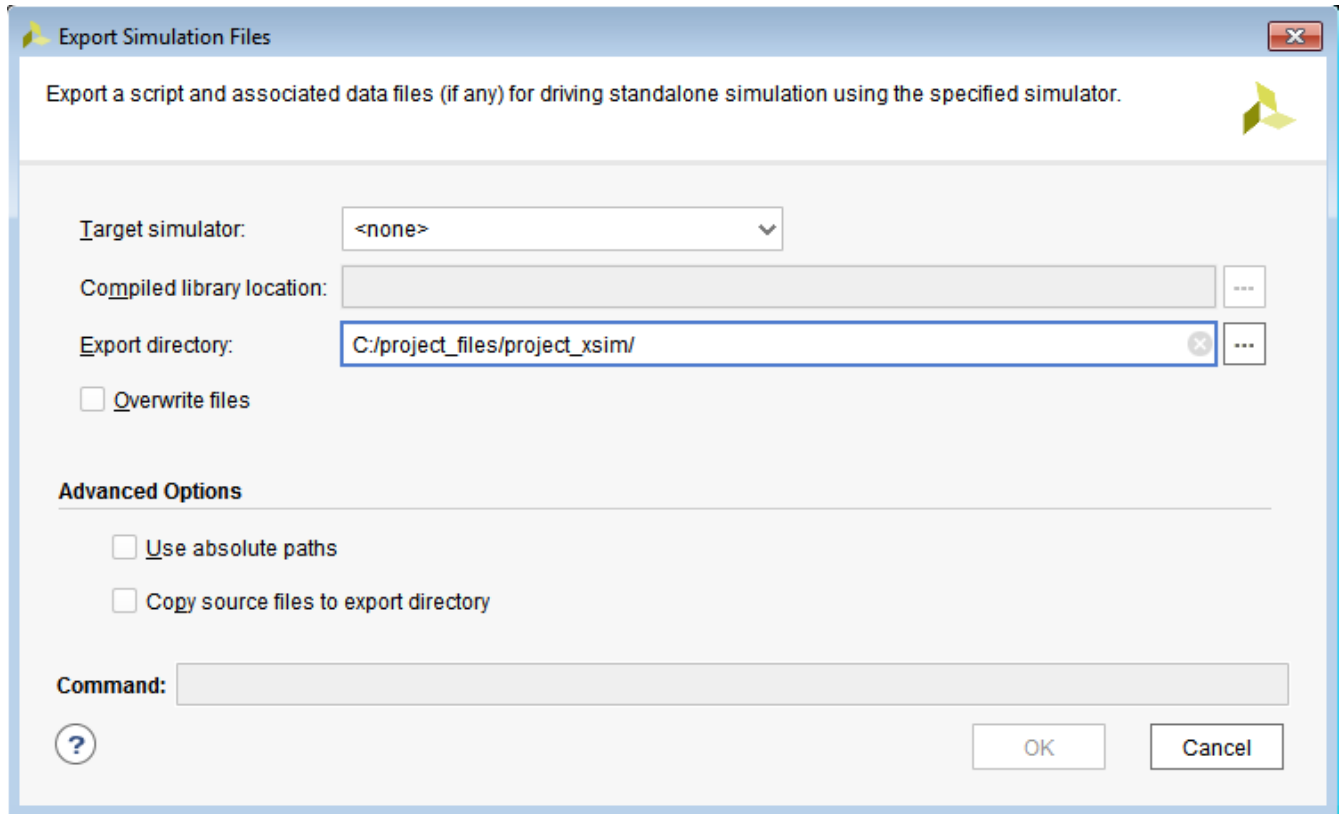 Export Simulation Files
Export a script and associated data files (if any) for driving standalone simulation using the specified simulator.
Target simulator: <none>
Compiled library location: ...
Export directory: C:/project_files/project_xsim/ ...
Overwrite files
Advanced Options
Use absolute paths
Copy source files to export directory
Command:
? OK Cancel